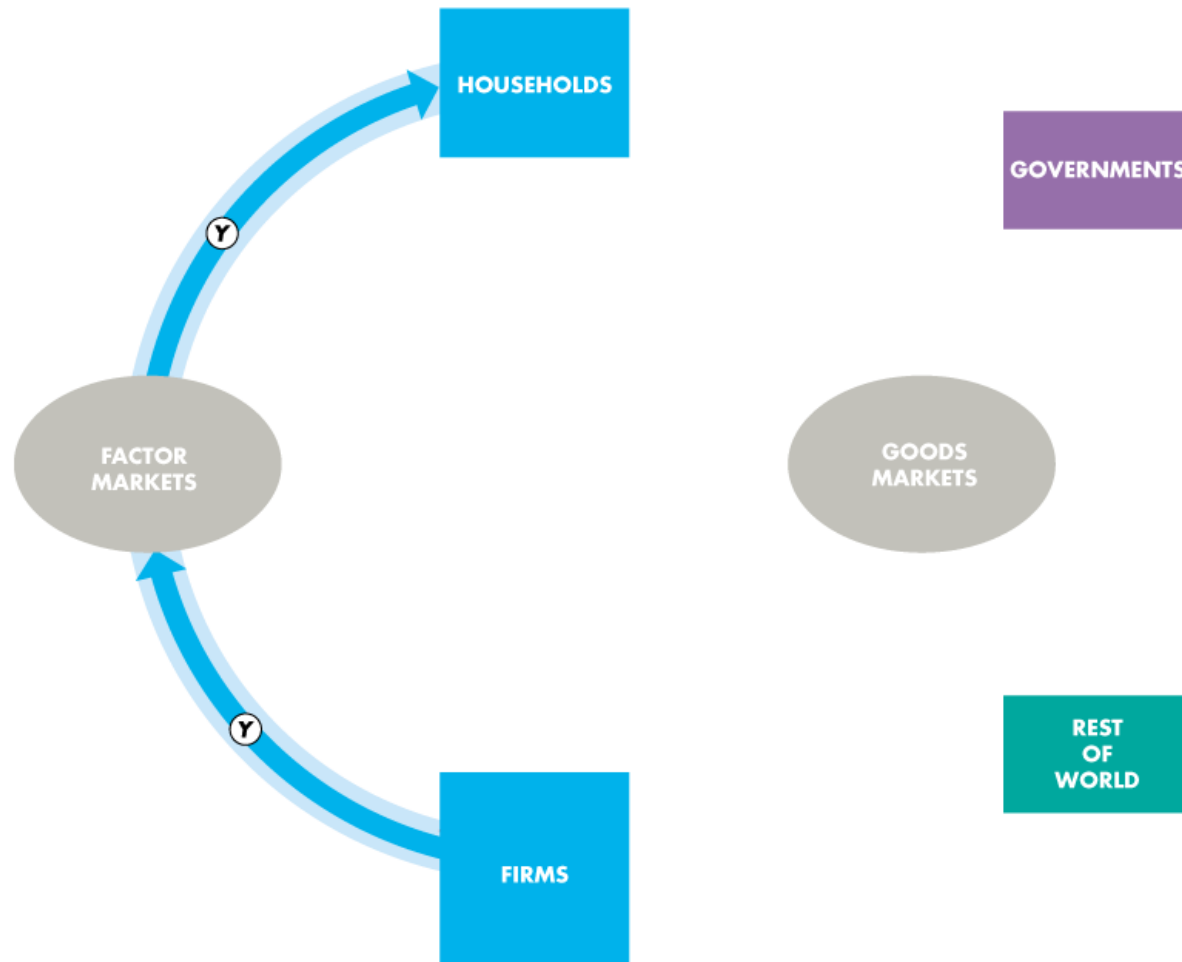 HOUSEHOLDS
GOVERNMENTS
Y
FACTOR
MARKETS
GOODS
MARKETS
Y
REST
OF
WORLD
FIRMS